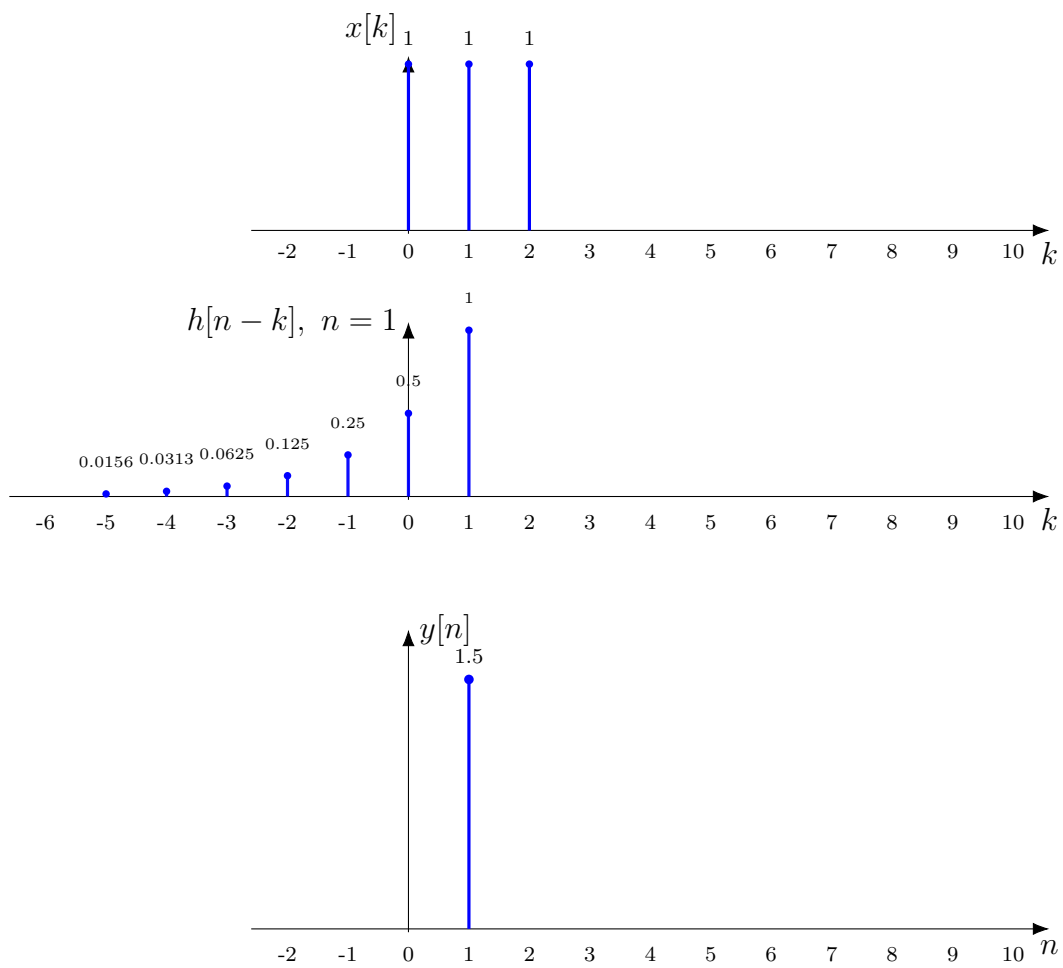 x[k]
1 1 1
-2 -1 0 1 2 3 4 5 6 7 8 9 10
k
1
h[n − k], n = 1
0.5
0.25
0.125
0.0156 0.0313 0.0625
-6 -5 -4 -3 -2 -1 0 1 2 3 4 5 6 7 8 9 10
k
y[n]
1.5
-2 -1 0 1 2 3 4 5 6 7 8 9 10
n